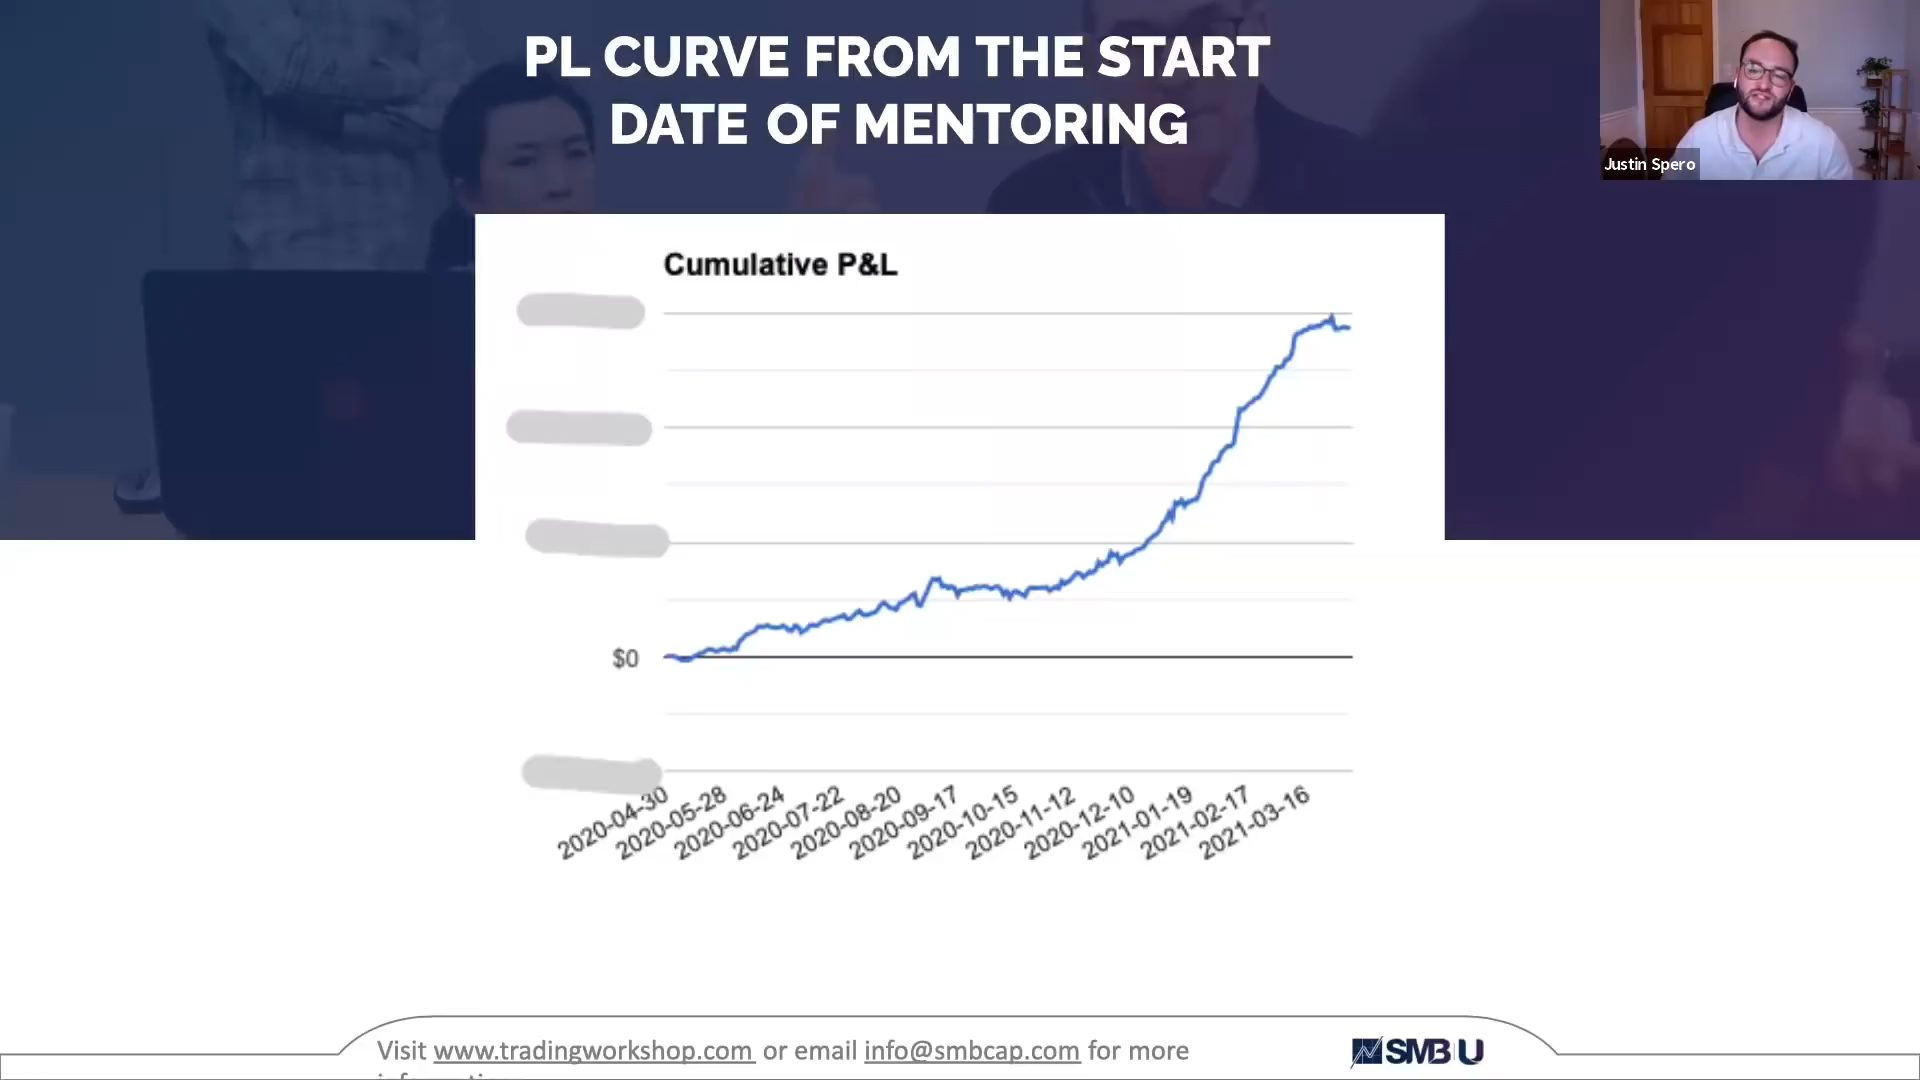 PL CURVE FROM THE START
DATE OF MENTORING
Justin Spero
Cumulative P&L
$0
2020-04-30
2020-05-28
2020-06-24
2020-07-22
2020-08-20
2020-09-17
2020-10-15
2020-11-12
2020-12-10
2021-01-19
2021-02-17
2021-03-16
Visit www.tradingworkshop.com or email info@smbcap.com for more
SMB U